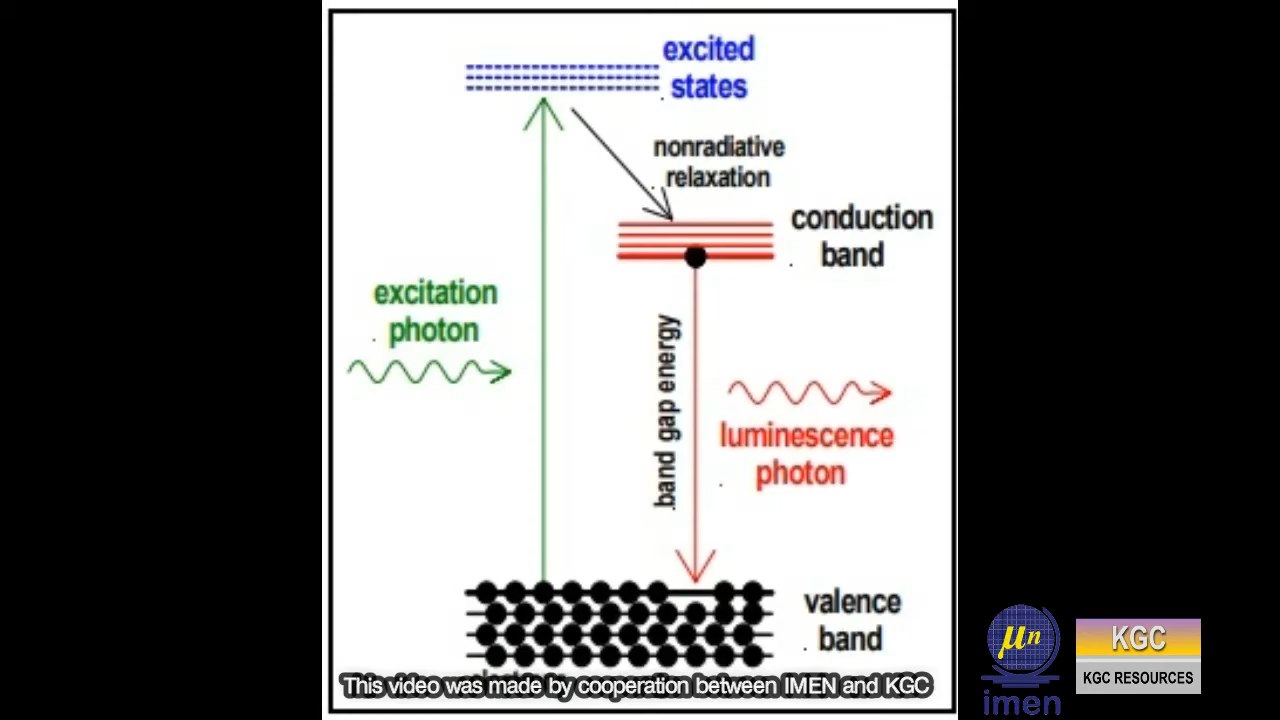 excited
states
nonradiative
relaxation
conduction
band
excitation
photon
band gap energy
luminescence
photon
valence
band
This video was made by cooperation between IMEN and KGC
µn
imen
KGC
KGC RESOURCES